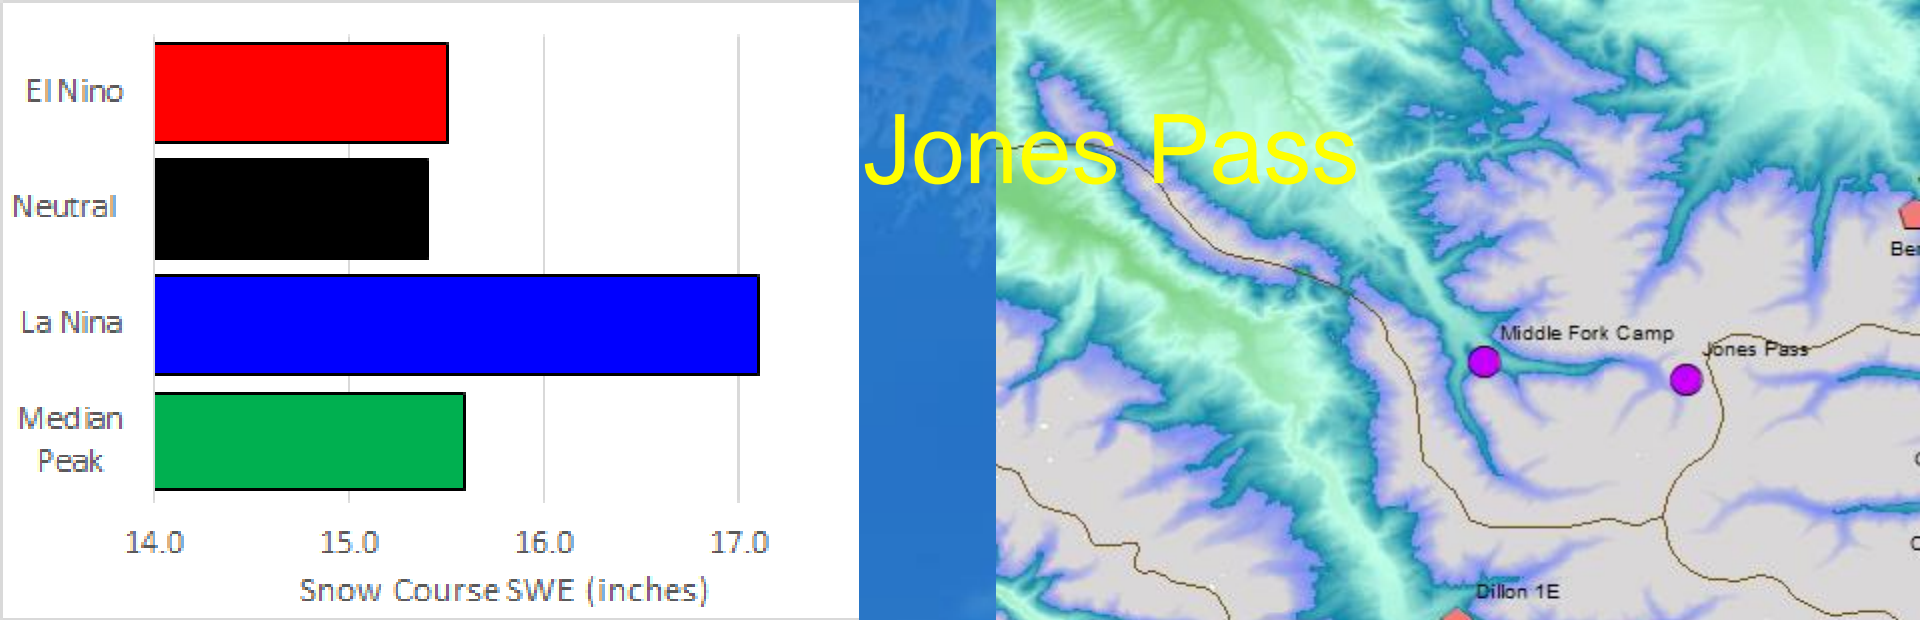 El Nino
Neutral
La Nina
Median
Peak
14.0 15.0 16.0 17.0
Snow Course SWE (inches)
Jones Pass
Middle Fork Camp
Jones Pass
Ber
Dillon 1E